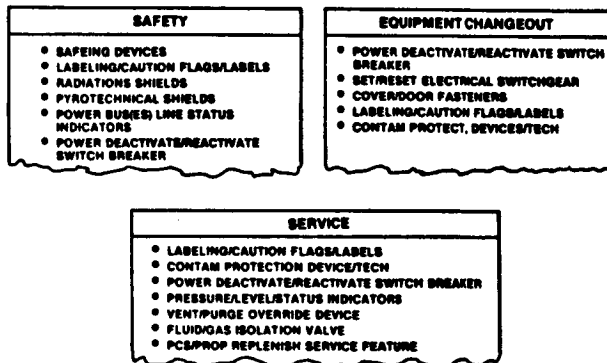 SAFETY
• SAFEING DEVICES
• LABELING/CAUTION FLAGS/LABELS
• RADIATIONS SHIELDS
• PYROTECHNICAL SHIELDS
• POWER BUS(ES) LINE STATUS
INDICATORS
• POWER DEACTIVATE/REACTIVATE
SWITCH BREAKER
EQUIPMENT CHANGEOUT
• POWER DEACTIVATE/REACTIVATE SWITCH
BREAKER
• SET/RESET ELECTRICAL SWITCHGEAR
• COVER/DOOR FASTENERS
• LABELING/CAUTION FLAGS/LABELS
• CONTAM PROTECT, DEVICES/TECH
SERVICE
• LABELING/CAUTION FLAGS/LABELS
• CONTAM PROTECTION DEVICE/TECH
• POWER DEACTIVATE/REACTIVATE SWITCH BREAKER
• PRESSURE/LEVEL/STATUS INDICATORS
• VENT/PURGE OVERRIDE DEVICE
• FLUID/GAS ISOLATION VALVE
• PCS/PROP REPLENISH SERVICE FEATURE